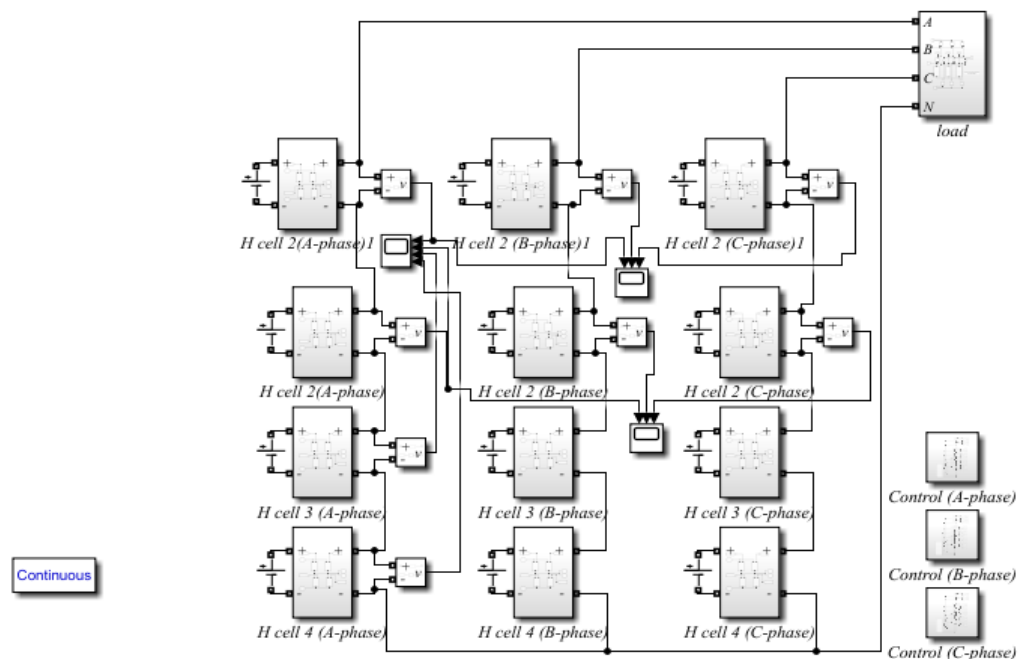 A
B
C
N
load
+ + + v
- - -
+ + + v
- - -
+ + + v
- - -
H cell 2(A-phase)1
H cell 2 (B-phase)1
H cell 2 (C-phase)1
+ + + v
- - -
+ + + v
- - -
+ + + v
- - -
H cell 2(A-phase)
H cell 2 (B-phase)
H cell 2 (C-phase)
+ + + v
- - -
+ +
- -
+ +
- -
H cell 3 (A-phase)
H cell 3 (B-phase)
H cell 3 (C-phase)
Control (A-phase)
+ + + v
- - -
+ +
- -
+ +
- -
Continuous
Control (B-phase)
H cell 4 (A-phase)
H cell 4 (B-phase)
H cell 4 (C-phase)
Control (C-phase)